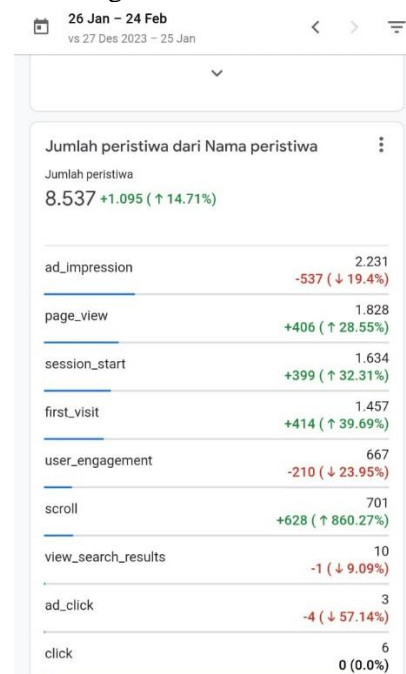 26 Jan – 24 Feb
vs 27 Des 2023 – 25 Jan
Jumlah peristiwa dari Nama peristiwa
Jumlah peristiwa
8.537 +1.095 (↑ 14.71%)
ad_impression 2.231
-537 (↓ 19.4%)
page_view 1.828
+406 (↑ 28.55%)
session_start 1.634
+399 (↑ 32.31%)
first_visit 1.457
+414 (↑ 39.69%)
user_engagement 667
-210 (↓ 23.95%)
scroll 701
+628 (↑ 860.27%)
view_search_results 10
-1 (↓ 9.09%)
ad_click 3
-4 (↓ 57.14%)
click 6
0 (0.0%)